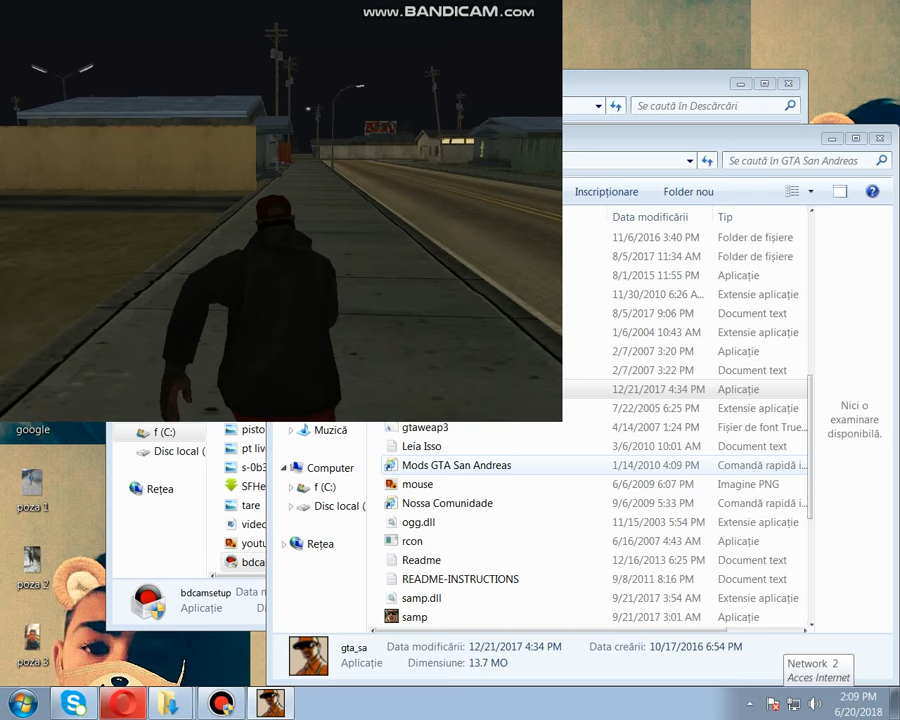 www.BANDICAM.com
Se caută în Descărcări
Se caută în GTA San Andreas
Inscripționare Folder nou
Data modificării Tip
11/6/2016 3:40 PM Folder de fișiere
8/5/2017 11:34 AM Folder de fișiere
8/1/2015 11:55 PM Aplicație
11/30/2010 6:26 A... Extensie aplicație
8/5/2017 9:06 PM Document text
1/6/2004 10:43 AM Extensie aplicație
2/7/2007 3:20 PM Aplicație
2/7/2007 3:22 PM Document text
12/21/2017 4:34 PM Aplicație
7/22/2005 6:25 PM Extensie aplicație
gtaweap3 4/14/2007 1:24 PM Fișier de font True...
Leia Isso 3/6/2010 10:01 AM Document text
Mods GTA San Andreas 1/14/2010 4:09 PM Comandă rapidă i...
mouse 6/6/2009 6:07 PM Imagine PNG
Nossa Comunidade 9/6/2009 5:33 PM Comandă rapidă i...
ogg.dll 11/15/2003 5:54 PM Extensie aplicație
rcon 6/16/2007 4:43 AM Aplicație
Readme 12/16/2013 6:25 PM Document text
README-INSTRUCTIONS 9/8/2011 8:16 PM Document text
samp.dll 9/21/2017 3:54 AM Extensie aplicație
samp 9/21/2017 3:01 AM Aplicație
Nici o
examinare
disponibilă.
Muzică
Computer
f (C:)
Disc local (
Rețea
f (C:)
Disc local (
Rețea
pisto
pt liv
s-0b3
SFHe
tare
video
youtu
bdca
bdcamsetup Data m
Aplicație Di
gta_sa Data modificării: 12/21/2017 4:34 PM Data creării: 10/17/2016 6:54 PM
Aplicație Dimensiune: 13.7 MO
google
poza 1
poza 2
poza 3
Network 2
Acces Internet
2:09 PM
6/20/2018